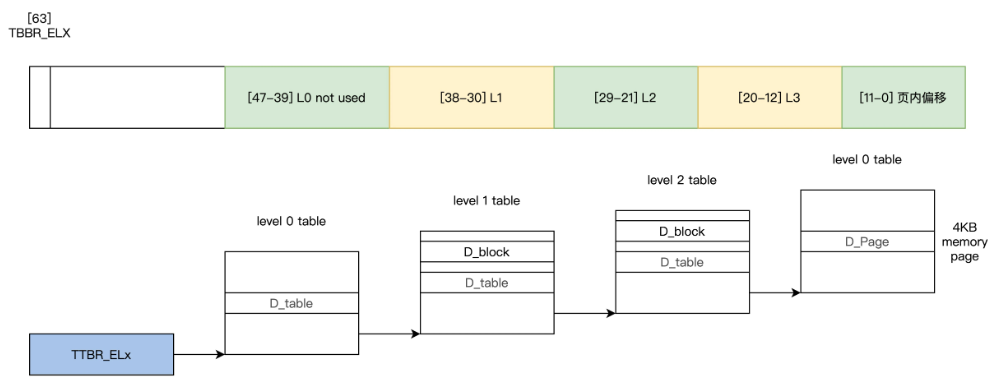 [63]
TBBR_ELX
[47-39] L0 not used
[38-30] L1
[29-21] L2
[20-12] L3
[11-0] 页内偏移
level 0 table
level 1 table
level 2 table
level 0 table
D_table
D_block
D_table
D_block
D_table
D_Page
4KB
memory
page
TTBR_ELx